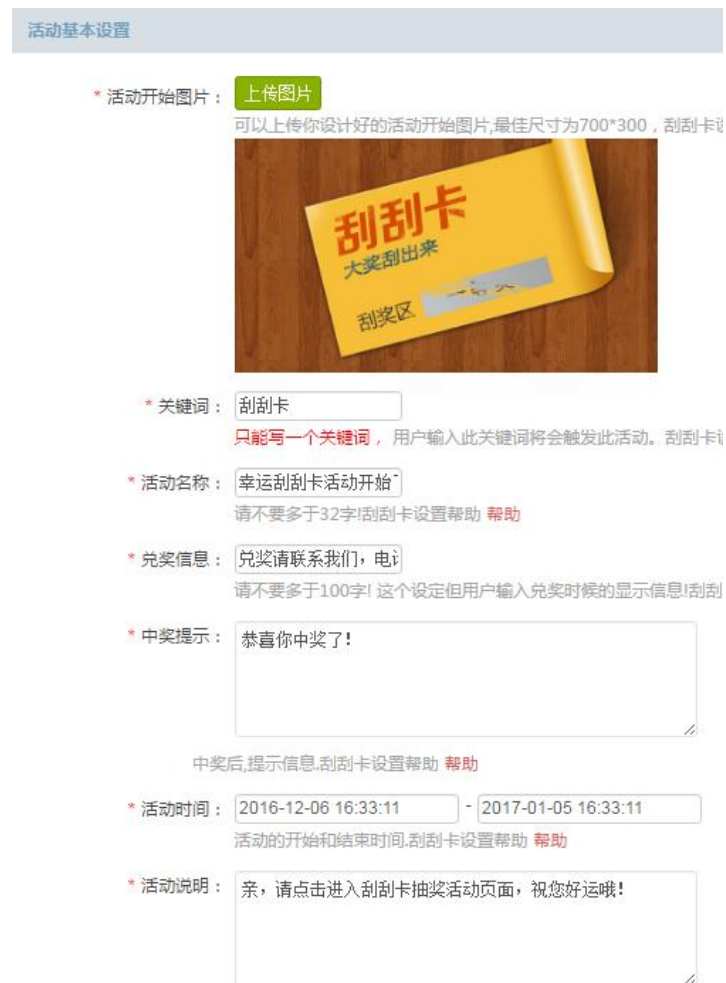 活动基本设置
* 活动开始图片： 上传图片
可以上传你设计好的活动开始图片,最佳尺寸为700*300，刮刮卡
刮刮卡
大奖刮出来
刮奖区
* 关键词： 刮刮卡
只能写一个关键词， 用户输入此关键词将会触发此活动。刮刮卡
* 活动名称： 幸运刮刮卡活动开始
请不要多于32字!刮刮卡设置帮助 帮助
* 兑奖信息： 兑奖请联系我们，电
请不要多于100字! 这个设定但用户输入兑奖时候的显示信息!刮刮
* 中奖提示： 恭喜你中奖了!
中奖后,提示信息.刮刮卡设置帮助 帮助
* 活动时间： 2016-12-06 16:33:11 - 2017-01-05 16:33:11
活动的开始和结束时间.刮刮卡设置帮助 帮助
* 活动说明： 亲，请点击进入刮刮卡抽奖活动页面，祝您好运哦!